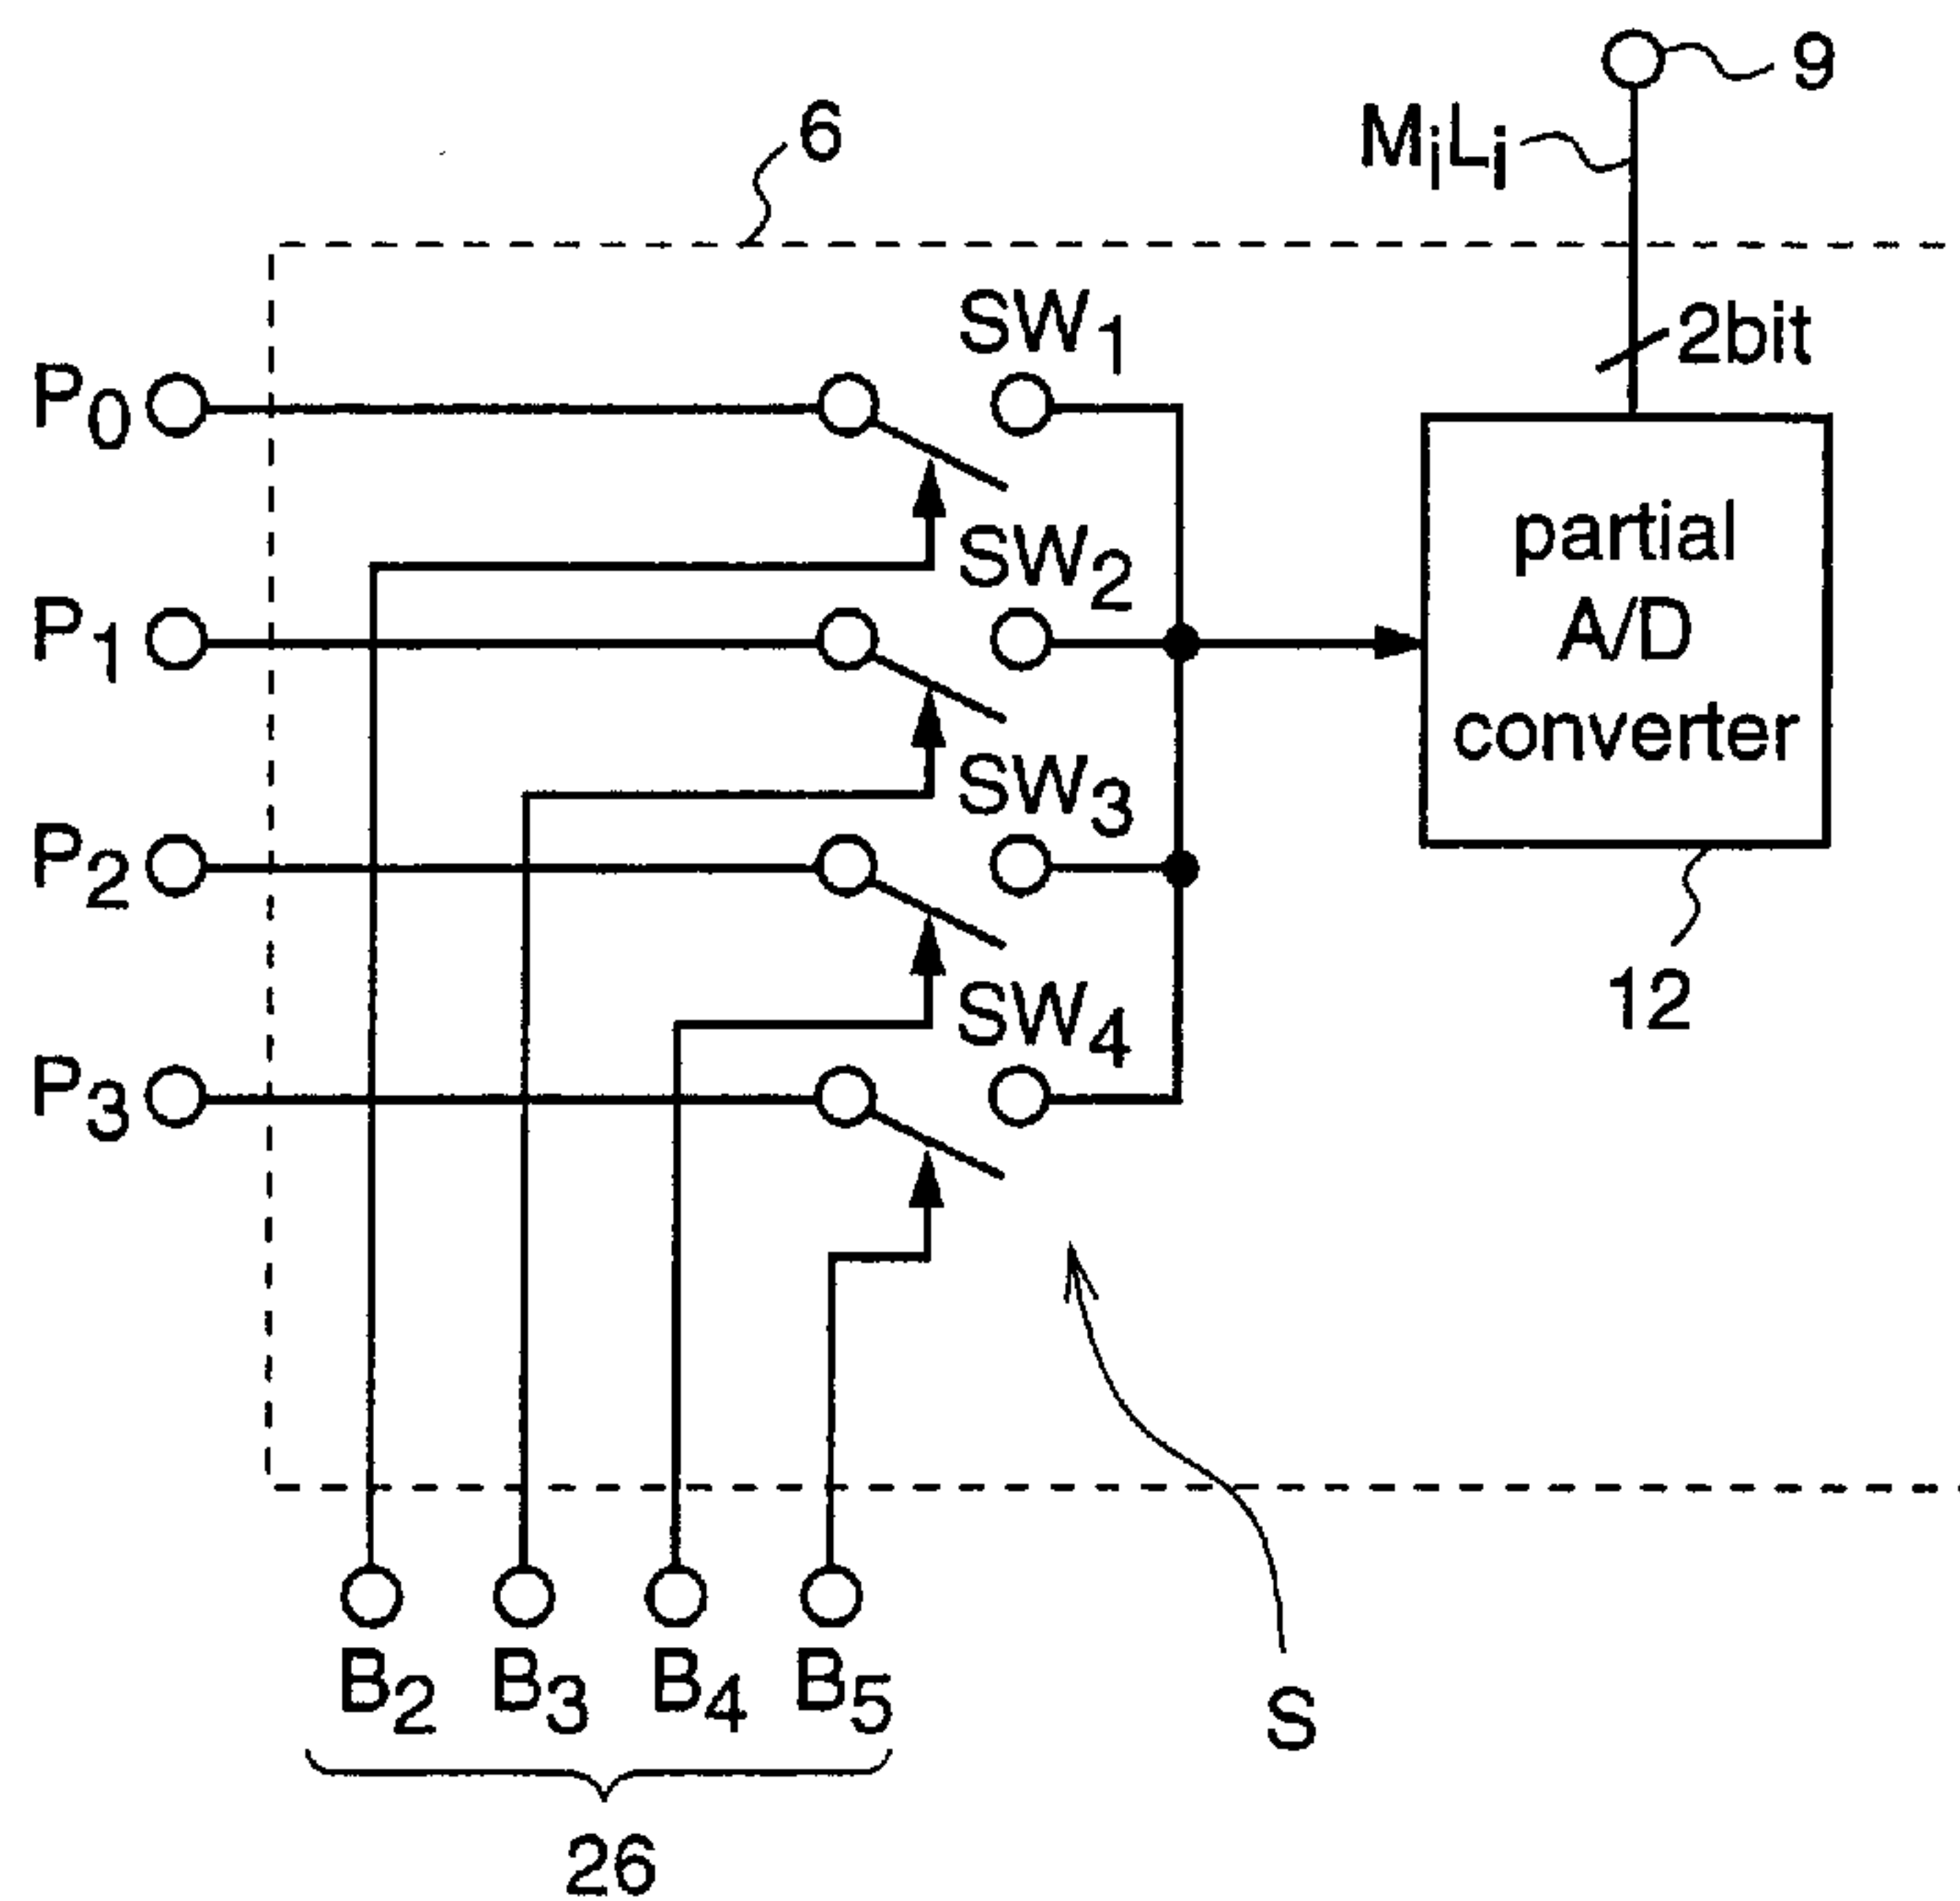 9
MiLi
6
2bit
SW1
P0
partial
A/D
converter
SW2
P1
SW3
P2
12
SW4
P3
B2 B3 B4 B5
S
26